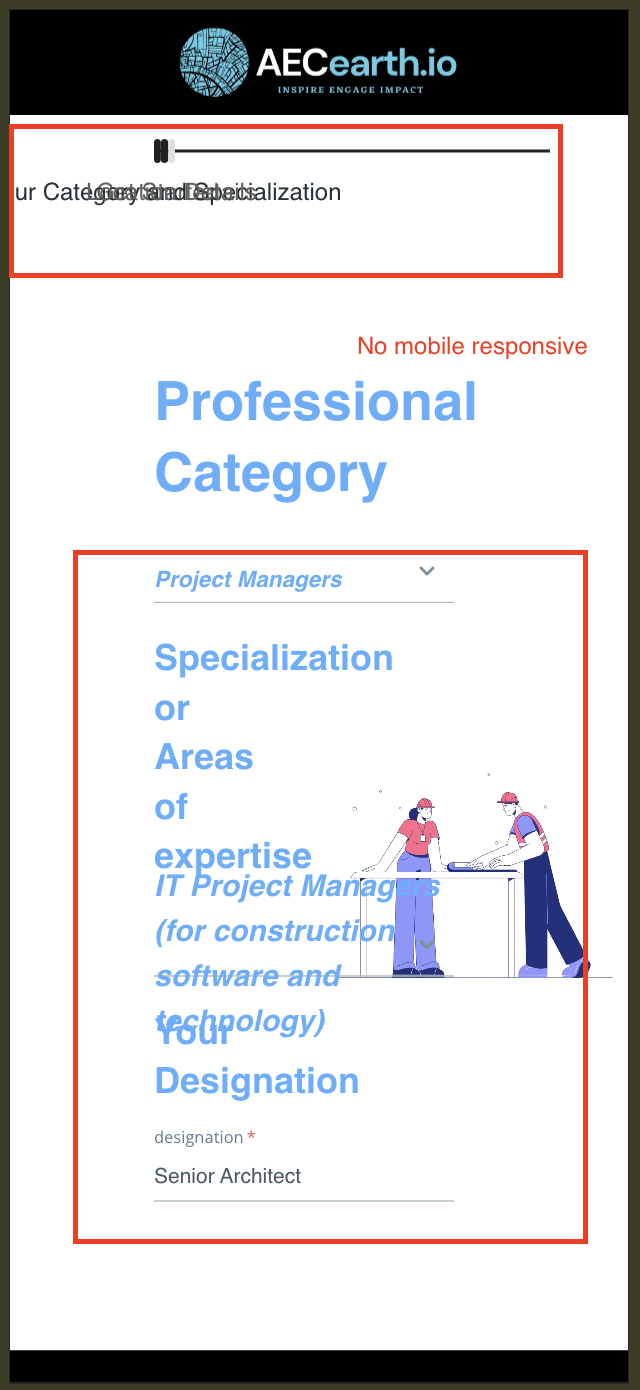 AECearth.io
INSPIRE ENGAGE IMPACT
ur Category and Specialization
No mobile responsive
Professional
Category
Project Managers
Specialization
or
Areas
of
expertise
IT Project Managers
(for construction
software and
technology)
Your
Designation
designation *
Senior Architect